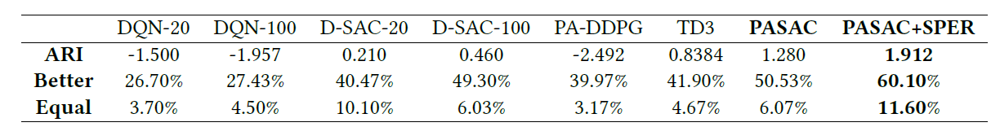 DQN-20 DQN-100 D-SAC-20 D-SAC-100 PA-DDPG TD3 PASAC PASAC+SPER
ARI -1.500 -1.957 0.210 0.460 -2.492 0.8384 1.280 1.912
Better 26.70% 27.43% 40.47% 49.30% 39.97% 41.90% 50.53% 60.10%
Equal 3.70% 4.50% 10.10% 6.03% 3.17% 4.67% 6.07% 11.60%